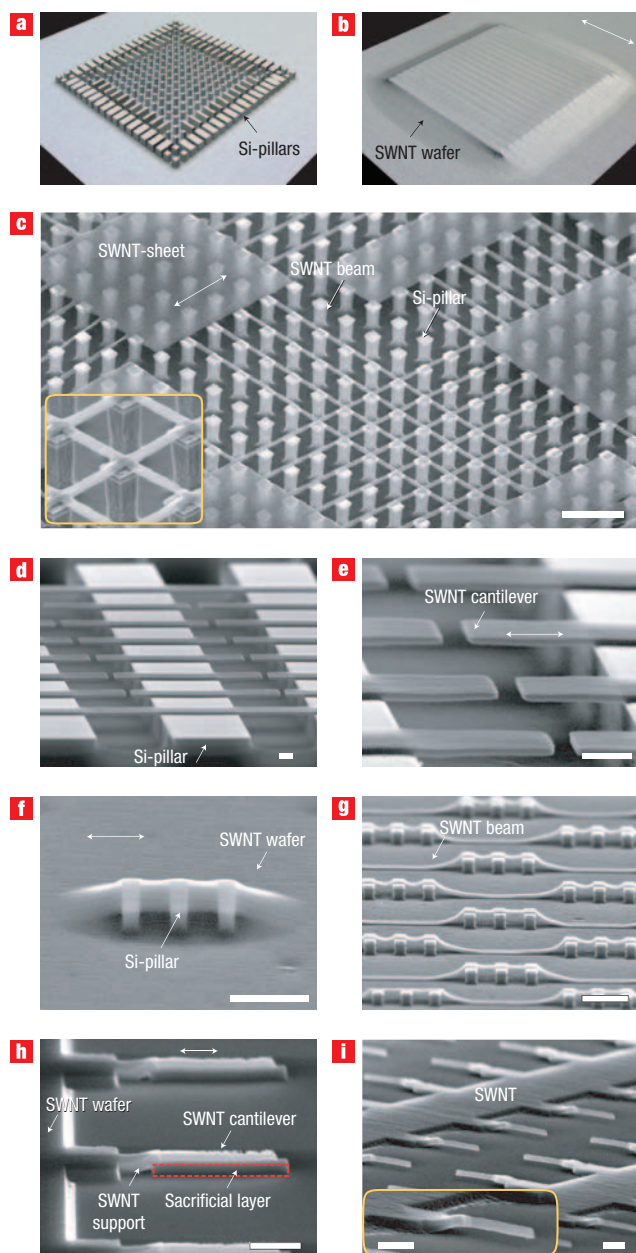 a
Si-pillars
b
SWNT wafer
c
SWNT-sheet
SWNT beam
Si-pillar
d
Si-pillar
e
SWNT cantilever
f
SWNT wafer
Si-pillar
g
SWNT beam
h
SWNT wafer
SWNT cantilever
SWNT
support
Sacrificial layer
i
SWNT